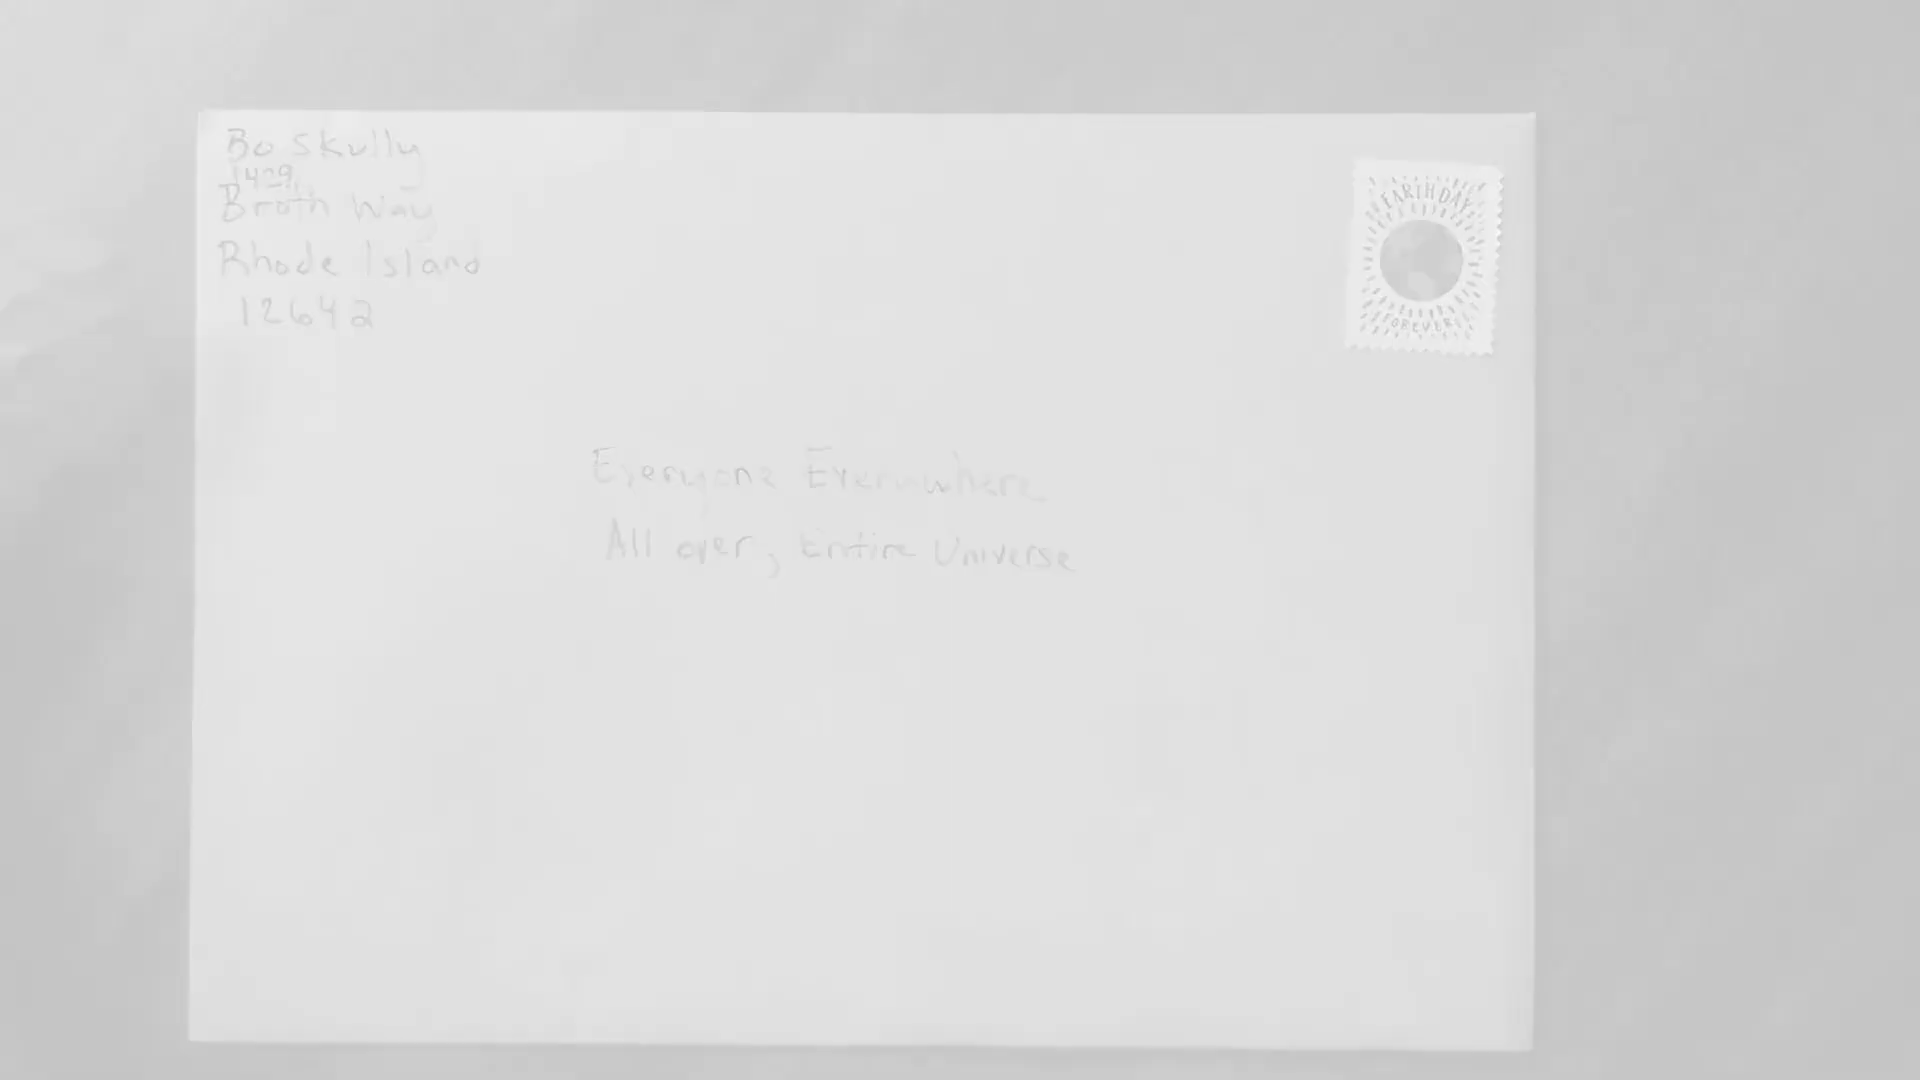 Bo Skully
1429
Broth Way
Rhode Island
12642
EARTH DAY
FOREVER
Everyone Everywhere
All over, Entire Universe